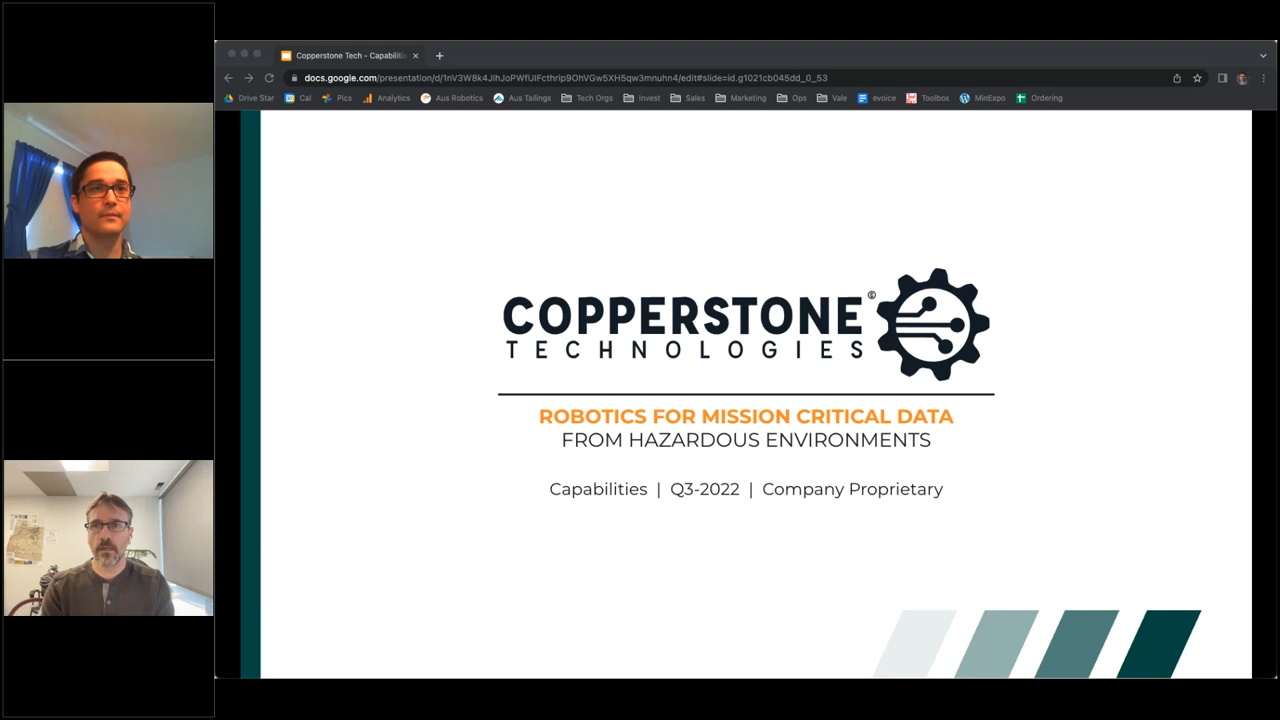 Copperstone Tech - Capabiliti
docs.google.com/presentation/d/1nV3W8k4JlhJoPWfUIFcthrip9OhVGw5XH5qw3mnuhn4/edit#slide=id.g1021cb045dd_0_53
Drive Star Cal Pics Analytics Aus Robotics Aus Tailings Tech Orgs Invest Sales Marketing Ops Vale evoice Toolbox MinExpo Ordering
COPPERSTONE ©
TECHNOLOGIES
ROBOTICS FOR MISSION CRITICAL DATA
FROM HAZARDOUS ENVIRONMENTS
Capabilities | Q3-2022 | Company Proprietary